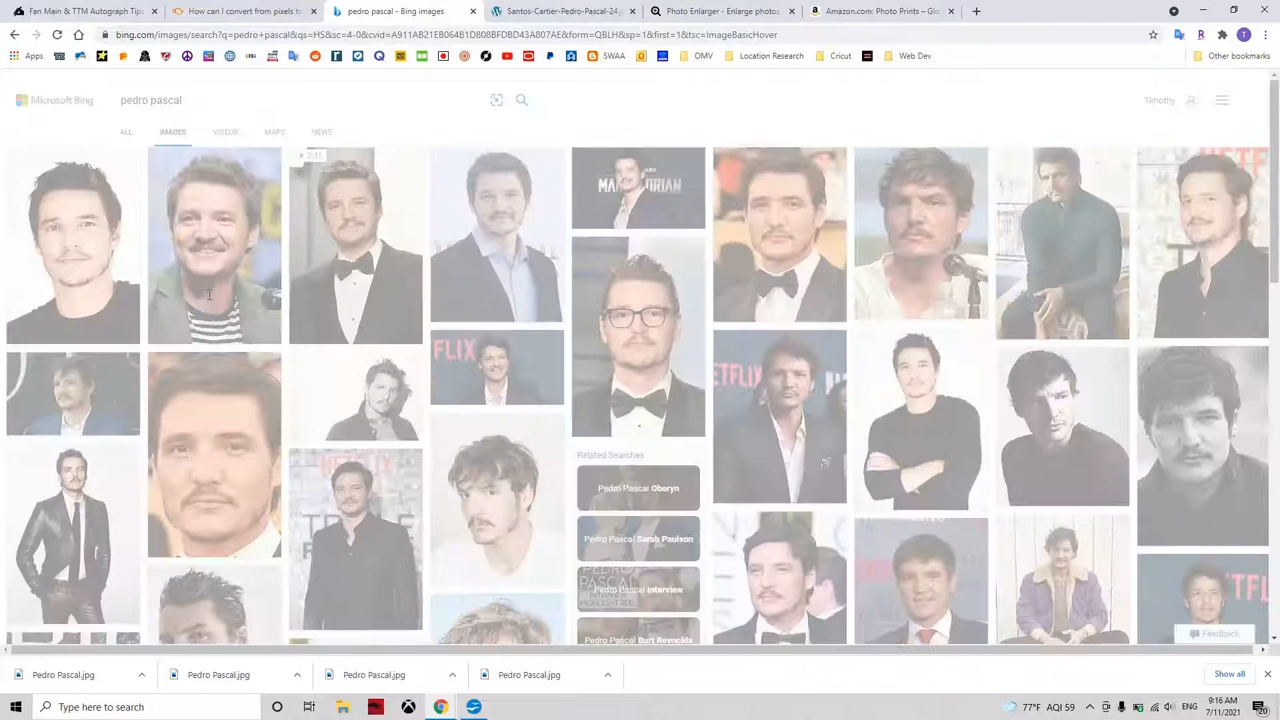 Fan Main & TTM Autograph Tips
How can I convert from pixels to
pedro pascal - Bing images
Santos-Cartier-Pedro-Pascal-24.j
Photo Enlarger - Enlarge photos
Amazon.com: Photo Prints – Glo
bing.com/images/search?q=pedro+pascal&qs=HS&sc=4-0&cvid=A911AB21EB064B1D808BFDBD43A807AE&form=QBLH&sp=1&first=1&tsc=ImageBasicHover
Apps
SWAA
OMV
Location Research
Cricut
Web Dev
Other bookmarks
Microsoft Bing
pedro pascal
Timothy
ALL
IMAGES
VIDEOS
MAPS
NEWS
FLIX
NETFLIX
Related Searches
Pedro Pascal Oberyn
Pedro Pascal Sarah Paulson
Pedro Pascal Interview
Pedro Pascal Burt Reynolds
Feedback
Pedro Pascal.jpg
Pedro Pascal.jpg
Pedro Pascal.jpg
Pedro Pascal.jpg
Show all
Type here to search
77°F AQI 59
ENG
9:16 AM
7/11/2021
20